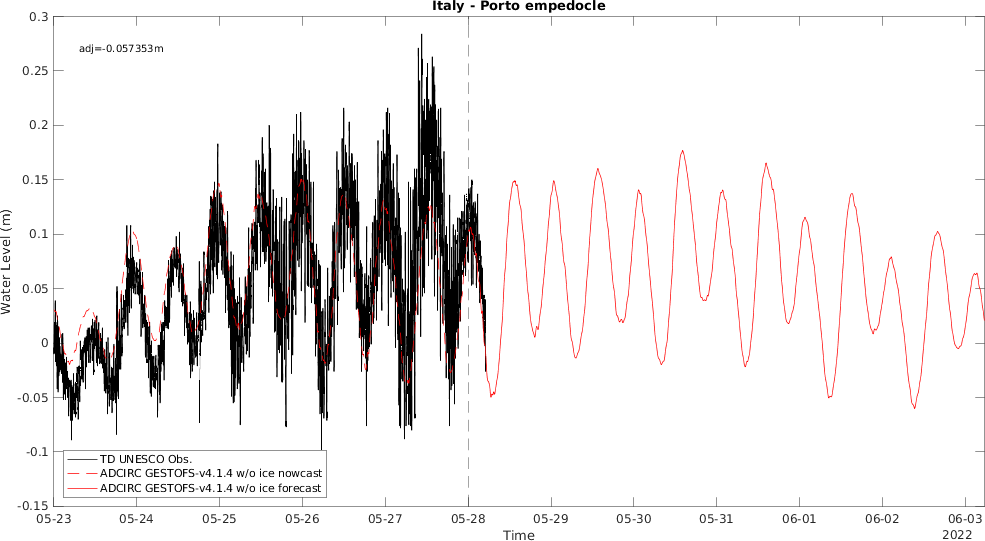 Italy - Porto empedocle
adj=-0.057353m
0.3
0.25
0.2
0.15
0.1
0.05
0
-0.05
-0.1
-0.15
Water Level (m)
TD UNESCO Obs.
ADCIRC GESTOFS-v4.1.4 w/o ice nowcast
ADCIRC GESTOFS-v4.1.4 w/o ice forecast
05-23 05-24 05-25 05-26 05-27 05-28 05-29 05-30 05-31 06-01 06-02 06-03
2022
Time